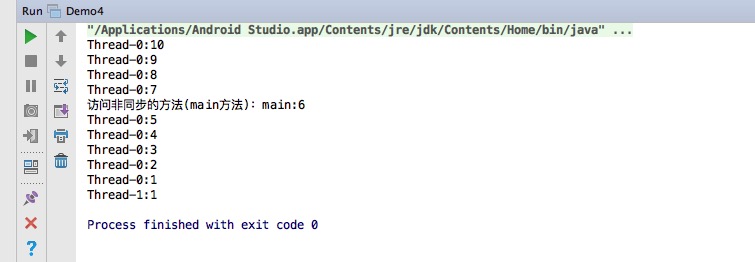 Run Demo4
"/Applications/Android Studio.app/Contents/jre/jdk/Contents/Home/bin/java" ...
Thread-0:10
Thread-0:9
Thread-0:8
Thread-0:7
访问非同步的方法(main方法)：main:6
Thread-0:5
Thread-0:4
Thread-0:3
Thread-0:2
Thread-0:1
Thread-1:1
Process finished with exit code 0